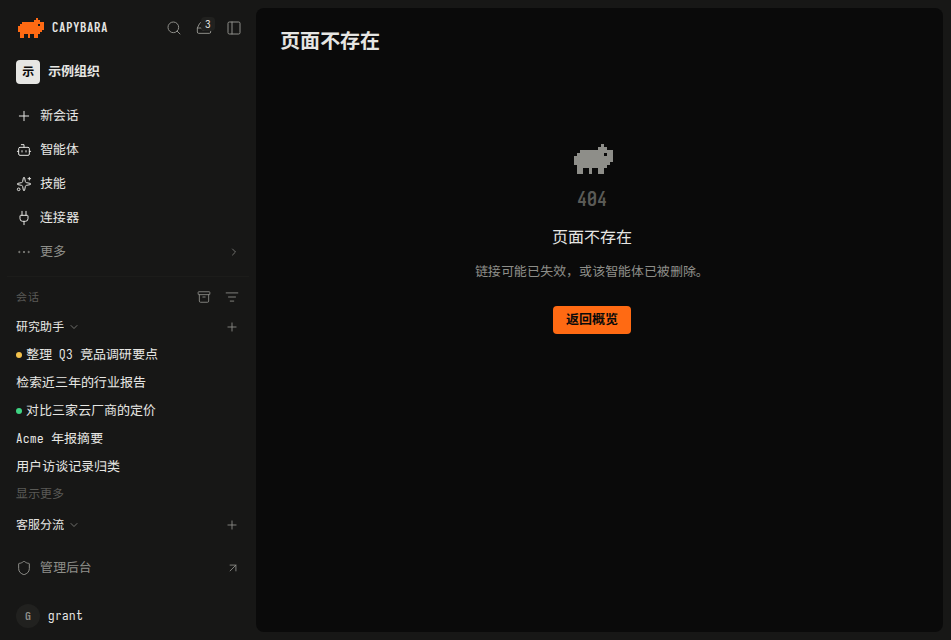 CAPYBARA
3
示 示例组织
新会话
智能体
技能
连接器
更多
会话
研究助手
整理 Q3 竞品调研要点
检索近三年的行业报告
对比三家云厂商的定价
Acme 年报摘要
用户访谈记录归类
显示更多
客服分流
管理后台
G grant
页面不存在
404
页面不存在
链接可能已失效，或该智能体已被删除。
返回概览